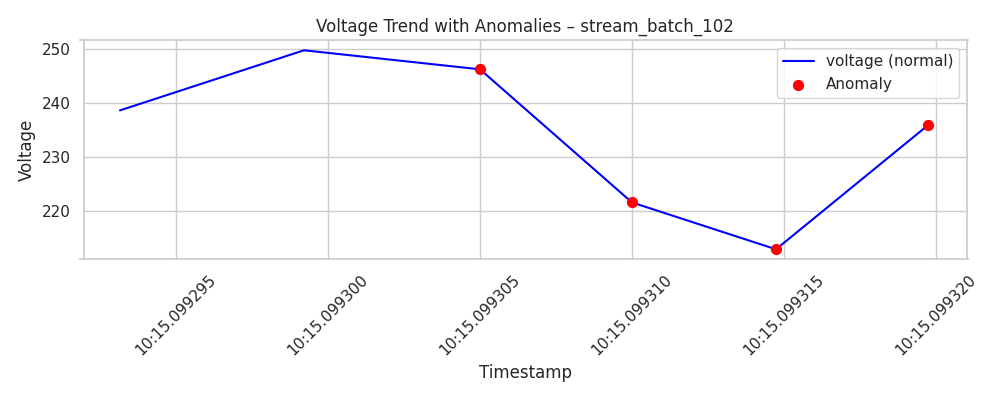 Voltage Trend with Anomalies – stream_batch_102
voltage (normal)
Anomaly
Voltage
250
240
230
220
10:15.099295
10:15.099300
10:15.099305
10:15.099310
10:15.099315
10:15.099320
Timestamp